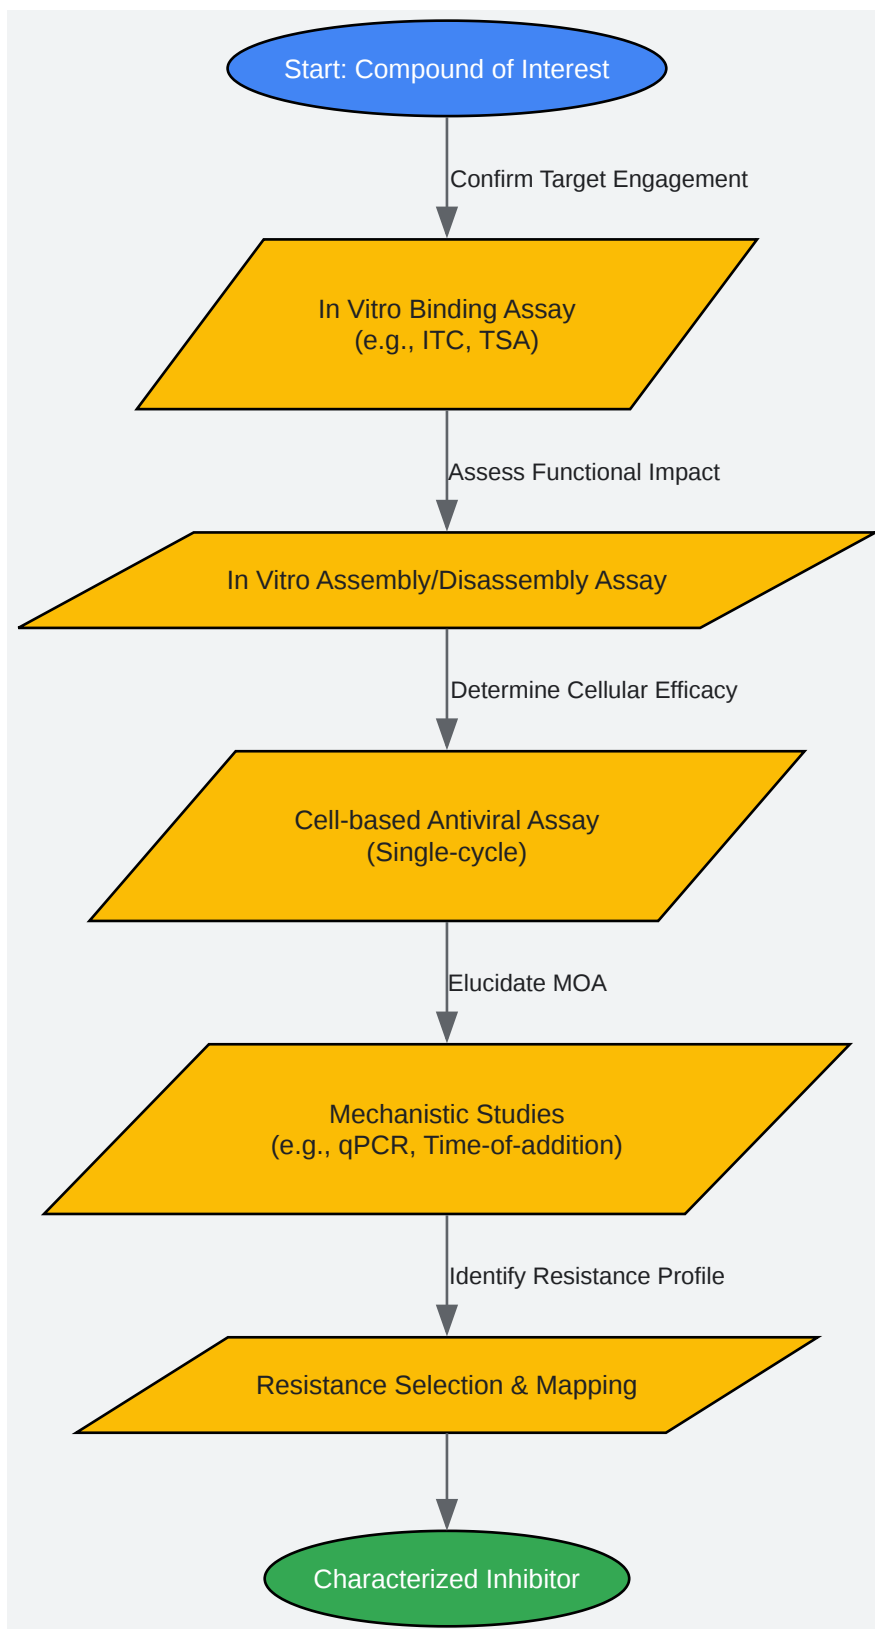 Start: Compound of Interest
Confirm Target Engagement
In Vitro Binding Assay
(e.g., ITC, TSA)
Assess Functional Impact
In Vitro Assembly/Disassembly Assay
Determine Cellular Efficacy
Cell-based Antiviral Assay
(Single-cycle)
Elucidate MOA
Mechanistic Studies
(e.g., qPCR, Time-of-addition)
Identify Resistance Profile
Resistance Selection & Mapping
Characterized Inhibitor